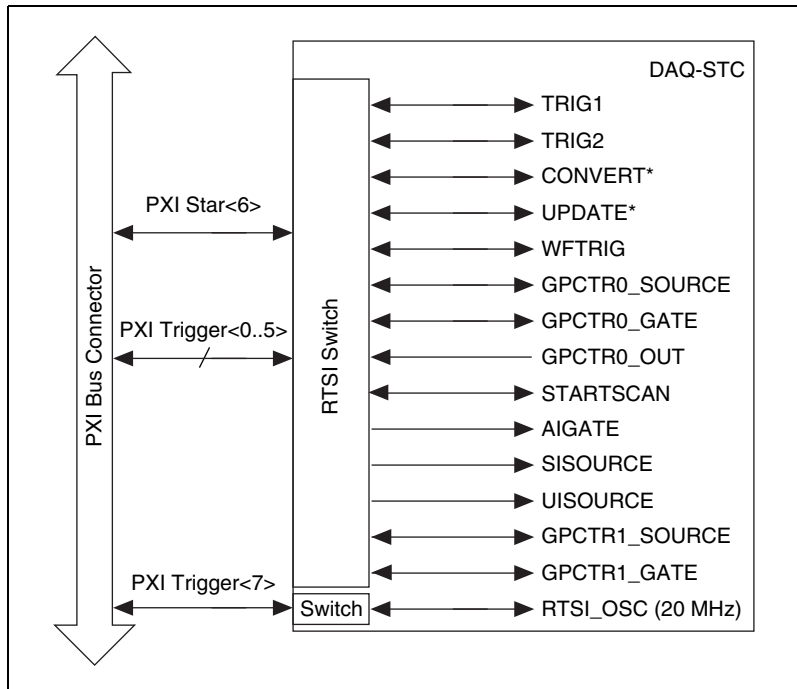 DAQ-STC
PXI Bus Connector
PXI Star<6>
PXI Trigger<0..5>
PXI Trigger<7>
RTSI Switch
Switch
TRIG1
TRIG2
CONVERT*
UPDATE*
WFTRIG
GPCTR0_SOURCE
GPCTR0_GATE
GPCTR0_OUT
STARTSCAN
AIGATE
SISOURCE
UISOURCE
GPCTR1_SOURCE
GPCTR1_GATE
RTSI_OSC (20 MHz)